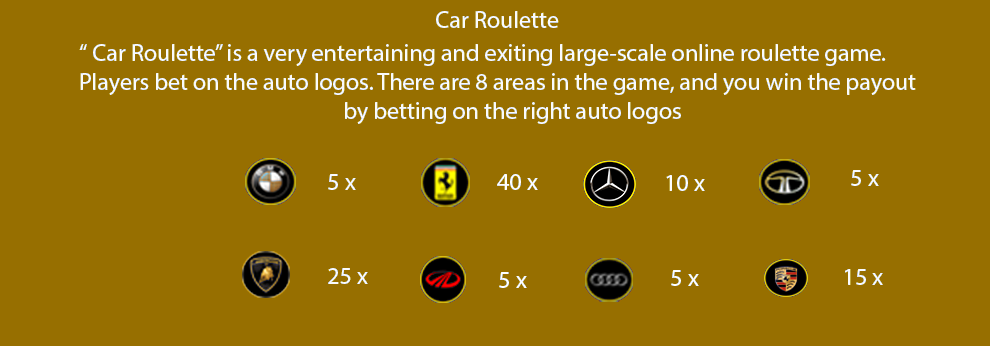 Car Roulette
“ Car Roulette” is a very entertaining and exiting large-scale online roulette game.
Players bet on the auto logos. There are 8 areas in the game, and you win the payout
by betting on the right auto logos
5 x 40 x 10 x 5 x
25 x 5 x 5 x 15 x